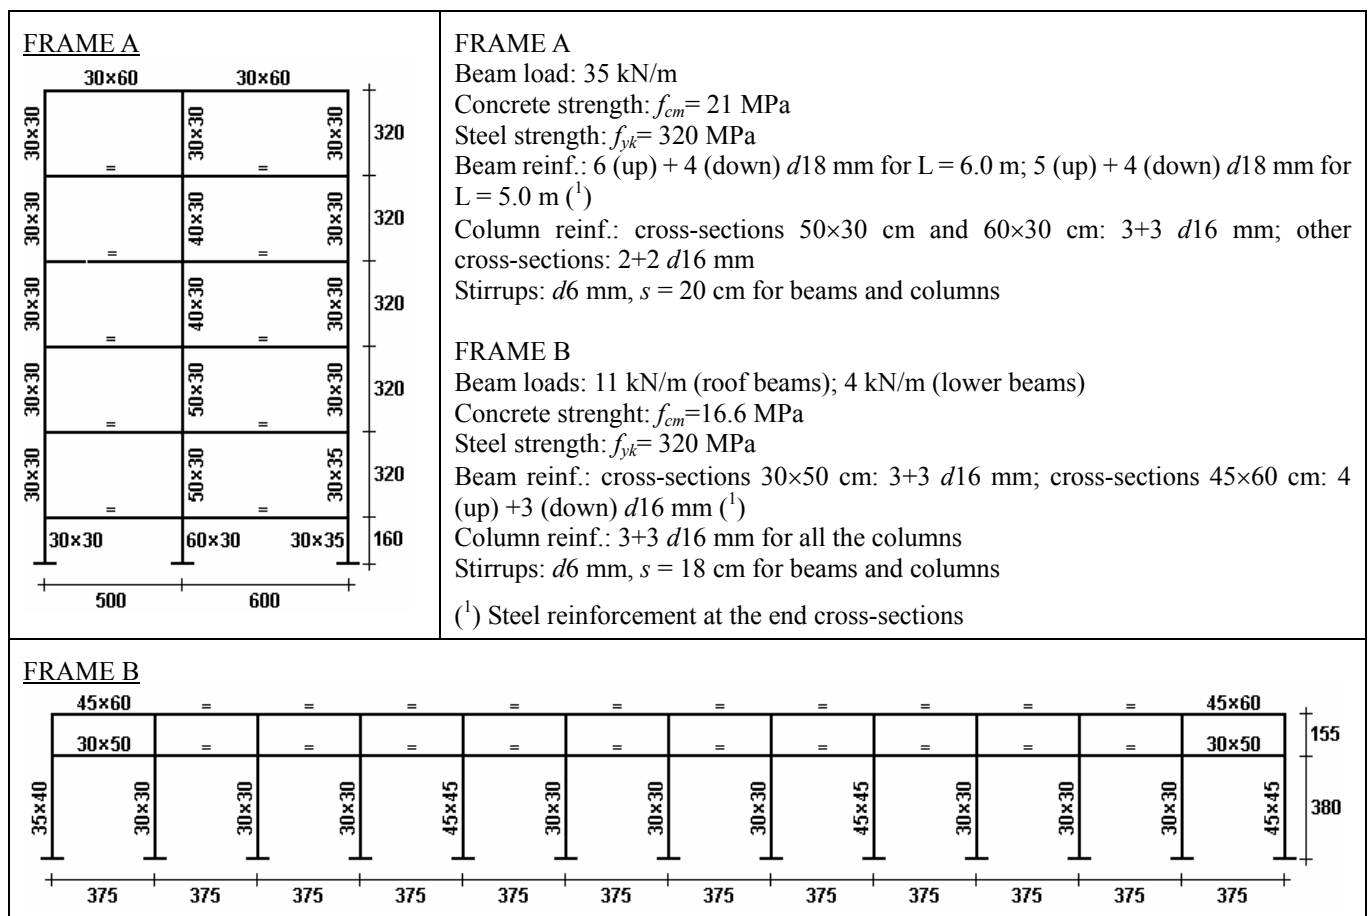 FRAME A
30×60 30×60
30×30 30×30 30×30 320
= =
30×30 40×30 30×30 320
= =
30×30 40×30 30×30 320
= =
30×30 50×30 30×30 320
= =
30×30 50×30 30×35 320
= =
30×30 60×30 30×35 160
500 600
FRAME A
Beam load: 35 kN/m
Concrete strength: fcm= 21 MPa
Steel strength: fyk= 320 MPa
Beam reinf.: 6 (up) + 4 (down) d18 mm for L = 6.0 m; 5 (up) + 4 (down) d18 mm for
L = 5.0 m (¹)
Column reinf.: cross-sections 50×30 cm and 60×30 cm: 3+3 d16 mm; other
cross-sections: 2+2 d16 mm
Stirrups: d6 mm, s = 20 cm for beams and columns
FRAME B
Beam loads: 11 kN/m (roof beams); 4 kN/m (lower beams)
Concrete strenght: fcm=16.6 MPa
Steel strength: fyk= 320 MPa
Beam reinf.: cross-sections 30×50 cm: 3+3 d16 mm; cross-sections 45×60 cm: 4
(up) +3 (down) d16 mm (¹)
Column reinf.: 3+3 d16 mm for all the columns
Stirrups: d6 mm, s = 18 cm for beams and columns
(¹) Steel reinforcement at the end cross-sections
FRAME B
45×60 = = = = = = = = = = 45×60
155
30×50 = = = = = = = = = = 30×50
35×40 30×30 30×30 30×30 45×45 30×30 30×30 30×30 45×45 30×30 30×30 30×30 45×45 380
375 375 375 375 375 375 375 375 375 375 375 375